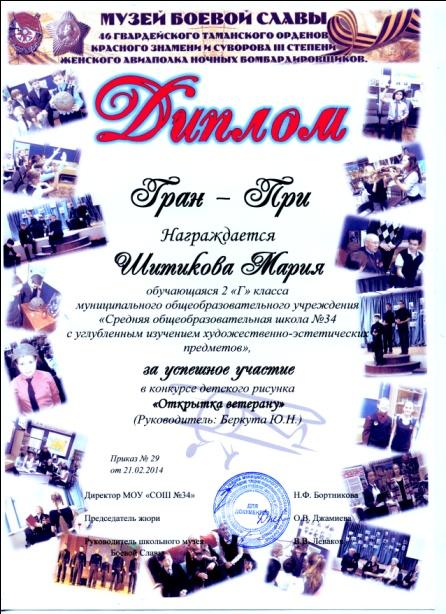 МУЗЕЙ БОЕВОЙ СЛАВЫ
46 ГВАРДЕЙСКОГО ТАМАНСКОГО ОРДЕНОВ
КРАСНОГО ЗНАМЕНИ И СУВОРОВА III СТЕПЕНИ
ЖЕНСКОГО АВИАПОЛКА НОЧНЫХ БОМБАРДИРОВЩИКОВ.
Диплом
Гран – При
Награждается
Шитикова Мария
обучающаяся 2 «Г» класса
муниципального общеобразовательного учреждения
«Средняя общеобразовательная школа №34
с углубленным изучением художественно-эстетических
предметов»,
за успешное участие
в конкурсе детского рисунка
«Открытка ветерану»
(Руководитель: Беркута Ю.Н.)
Приказ № 29
от 21.02.2014
Директор МОУ «СОШ №34» Н.Ф. Бортникова
Председатель жюри О.В. Джамиева
Руководитель школьного музея В.В. Леваков
Боевой Славы
ДЛЯ
ДОКУМЕНТОВ